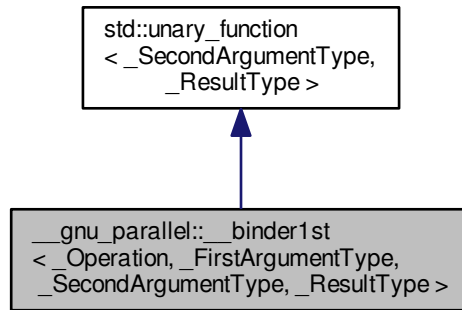 std::unary_function
< _SecondArgumentType,
_ResultType >
__gnu_parallel::__binder1st
< _Operation, _FirstArgumentType,
_SecondArgumentType, _ResultType >